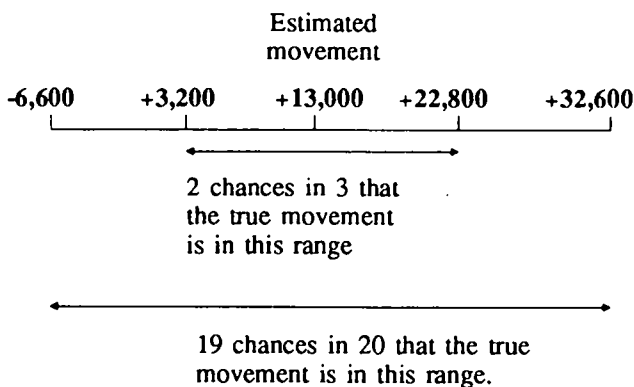 Estimated
movement
-6,600 +3,200 +13,000 +22,800 +32,600
2 chances in 3 that
the true movement
is in this range
19 chances in 20 that the true
movement is in this range.